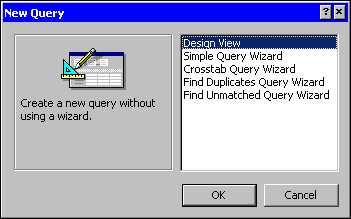 New Query
Create a new query without
using a wizard.
Design View
Simple Query Wizard
Crosstab Query Wizard
Find Duplicates Query Wizard
Find Unmatched Query Wizard
OK
Cancel